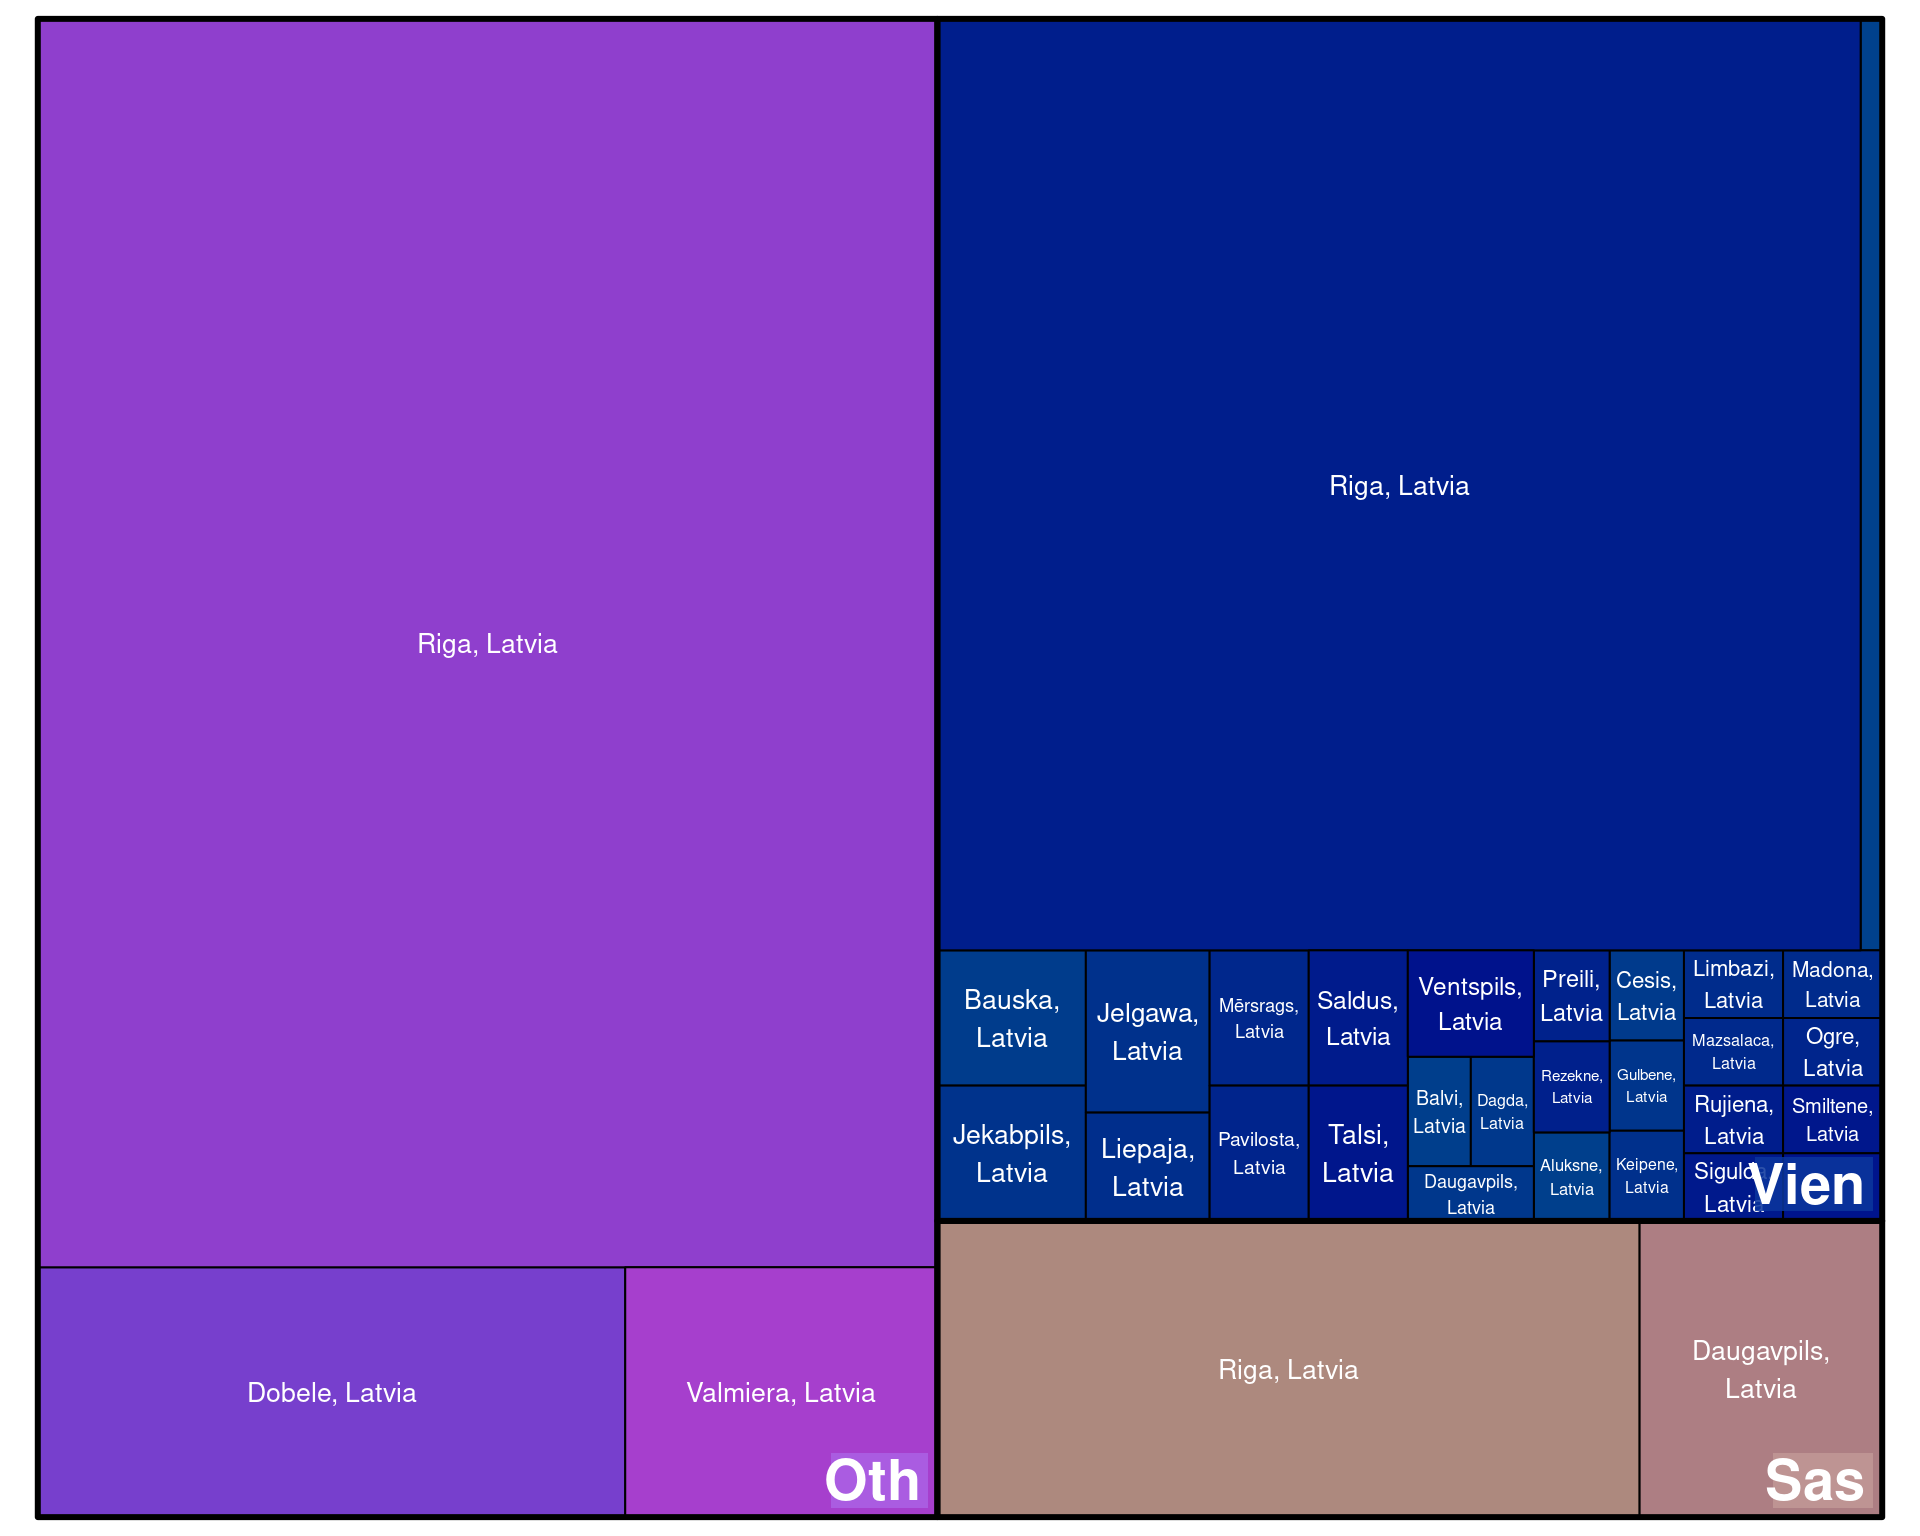 Riga, Latvia
Dobele, Latvia
Valmiera, Latvia
Oth
Riga, Latvia
Bauska,
Latvia
Jekabpils,
Latvia
Jelgawa,
Latvia
Liepaja,
Latvia
Mērsrags,
Latvia
Pavilosta,
Latvia
Saldus,
Latvia
Talsi,
Latvia
Ventspils,
Latvia
Balvi,
Latvia
Dagda,
Latvia
Daugavpils,
Latvia
Preili,
Latvia
Rezekne,
Latvia
Aluksne,
Latvia
Cesis,
Latvia
Gulbene,
Latvia
Keipene,
Latvia
Limbazi,
Latvia
Mazsalaca,
Latvia
Rujiena,
Latvia
Sigulda,
Latvia
Madona,
Latvia
Ogre,
Latvia
Smiltene,
Latvia
Vien
Riga, Latvia
Daugavpils,
Latvia
Sas